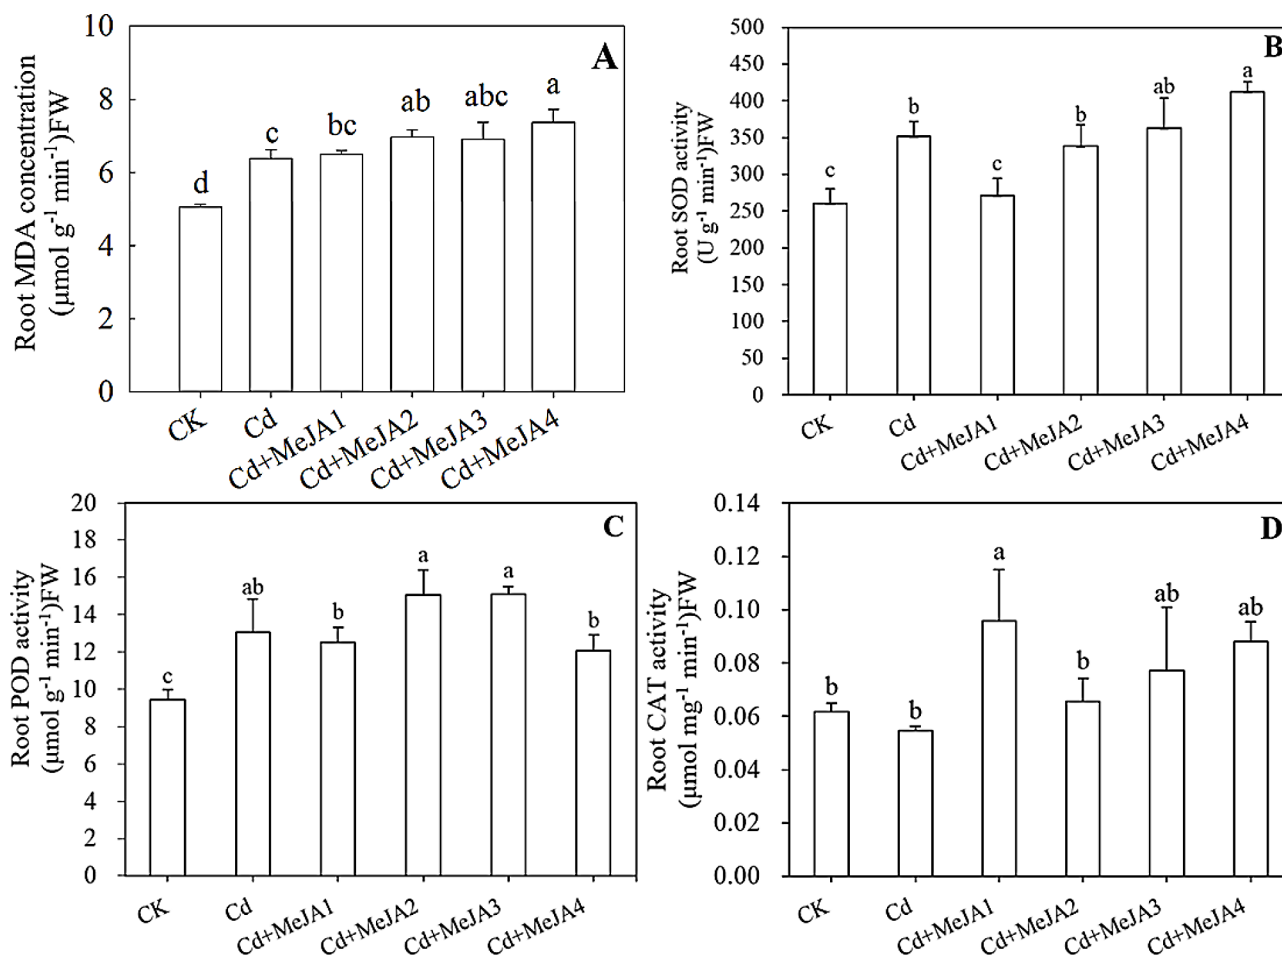 A
Root MDA concentration
(µmol g⁻¹ min⁻¹)FW
10
8
6
4
2
0
d
c
bc
ab
abc
a
CK
Cd
Cd+MeJA1
Cd+MeJA2
Cd+MeJA3
Cd+MeJA4
B
Root SOD activity
(U g⁻¹ min⁻¹)FW
500
450
400
350
300
250
200
150
100
50
0
c
b
c
b
ab
a
CK
Cd
Cd+MeJA1
Cd+MeJA2
Cd+MeJA3
Cd+MeJA4
C
Root POD activity
(µmol g⁻¹ min⁻¹)FW
20
18
16
14
12
10
8
6
4
2
0
c
ab
b
a
a
b
CK
Cd
Cd+MeJA1
Cd+MeJA2
Cd+MeJA3
Cd+MeJA4
D
Root CAT activity
(µmol mg⁻¹ min⁻¹)FW
0.14
0.12
0.10
0.08
0.06
0.04
0.02
0.00
b
b
a
b
ab
ab
CK
Cd
Cd+MeJA1
Cd+MeJA2
Cd+MeJA3
Cd+MeJA4